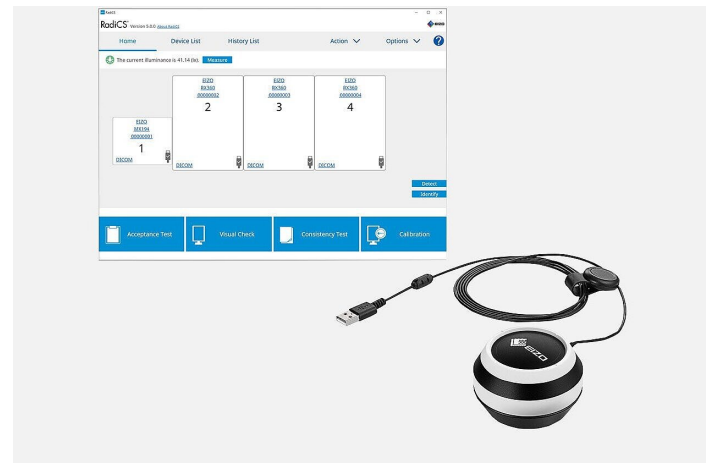 RadiCS
RadiCS® Version 5.0.0 About RadiCS
EIZO
Home Device List History List Action Options ?
The current illuminance is 41.14 (lx). Measure
EIZO
MX194
00000001
1
DICOM
EIZO
RX360
00000002
2
DICOM
EIZO
RX360
00000003
3
DICOM
EIZO
RX360
00000004
4
DICOM
Detect
Identify
Acceptance Test Visual Check Consistency Test Calibration
EIZO